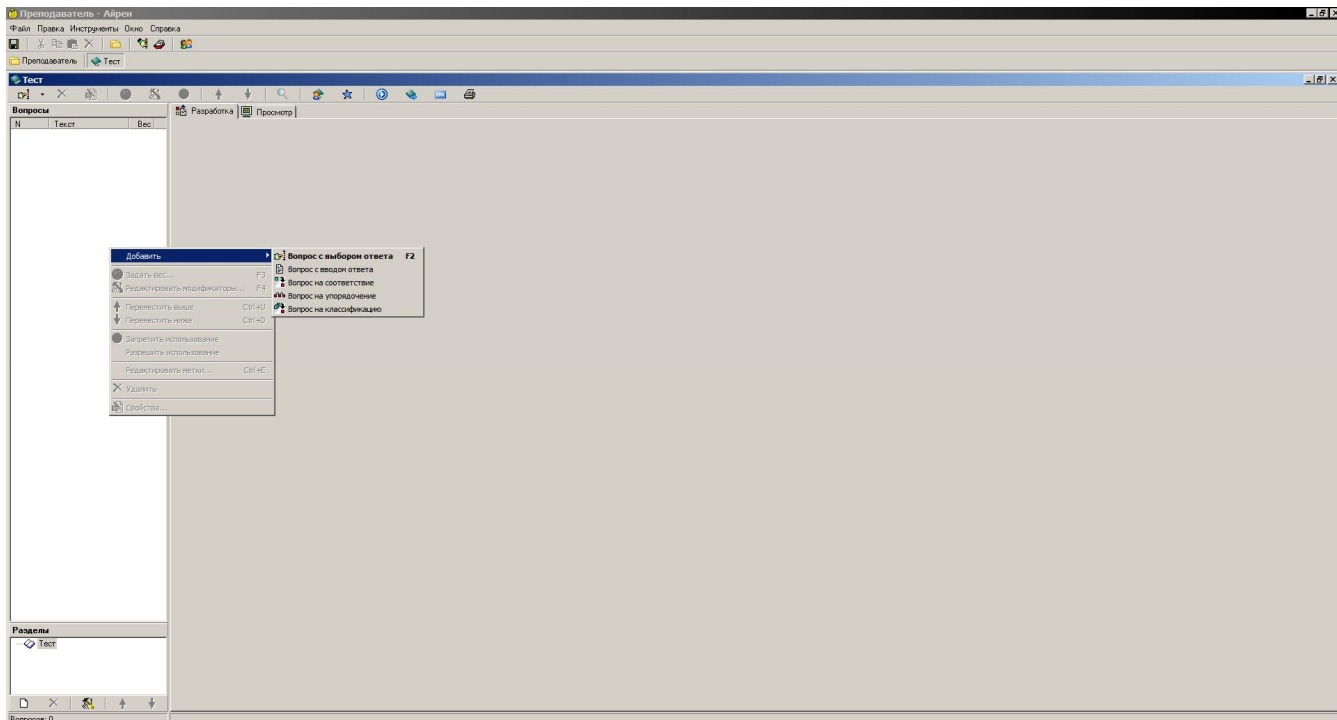 Преподаватель - Айрен
Файл Правка Инструменты Окно Справка
Преподаватель Тест
Тест
Вопросы
Разработка Просмотр
N Текст Вес
Добавить
Вопрос с выбором ответа F2
Вопрос с вводом ответа
Вопрос на соответствие
Вопрос на упорядочение
Вопрос на классификацию
Задать вес... F3
Редактировать модификаторы... F4
Переместить выше Ctrl+U
Переместить ниже Ctrl+D
Запретить использование
Разрешить использование
Редактировать метки... Ctrl+E
Удалить
Свойства...
Разделы
Тест
Вопросов: 0